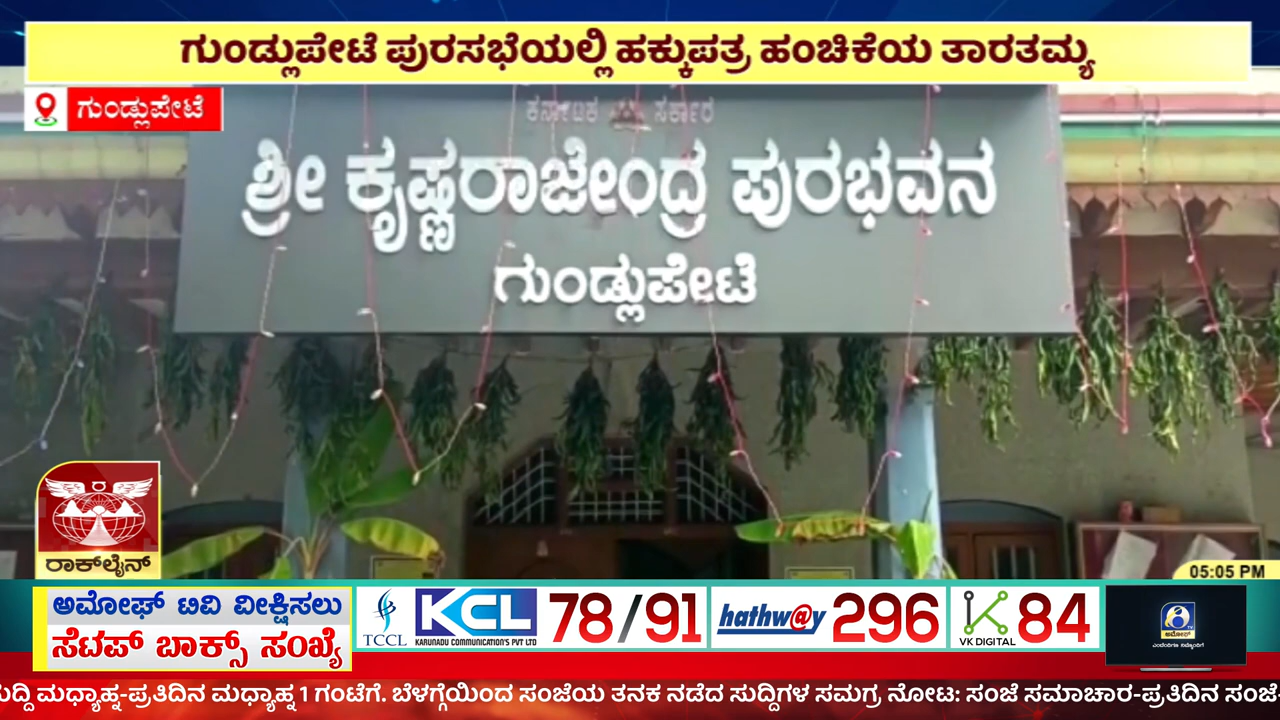 ಗುಂಡ್ಲುಪೇಟೆ ಪುರಸಭೆಯಲ್ಲಿ ಹಕ್ಕುಪತ್ರ ಹಂಚಿಕೆಯ ತಾರತಮ್ಯ
ಗುಂಡ್ಲುಪೇಟೆ
ಕರ್ನಾಟಕ ಸರ್ಕಾರ
ಶ್ರೀ ಕೃಷ್ಣರಾಜೇಂದ್ರ ಪುರಭವನ
ಗುಂಡ್ಲುಪೇಟೆ
ರಾಕ್‌ಲೈನ್
05:05 PM
ಅಮೋಘ್ ಟಿವಿ ವೀಕ್ಷಿಸಲು
ಸೆಟಪ್ ಬಾಕ್ಸ್ ಸಂಖ್ಯೆ
TCCL
KCL
KARUNADU COMMUNICATION'S PVT LTD
78/91
hathw@y 296
VK DIGITAL
84
ಅಮೋಘ್
ಎಂದೆಂದಿಗೂ ನಿಮ್ಮೊಂದಿಗೆ
ಸುದ್ದಿ ಮಧ್ಯಾಹ್ನ-ಪ್ರತಿದಿನ ಮಧ್ಯಾಹ್ನ 1 ಗಂಟೆಗೆ. ಬೆಳಗ್ಗೆಯಿಂದ ಸಂಜೆಯ ತನಕ ನಡೆದ ಸುದ್ದಿಗಳ ಸಮಗ್ರ ನೋಟ: ಸಂಜೆ ಸಮಾಚಾರ-ಪ್ರತಿದಿನ ಸಂಜೆ